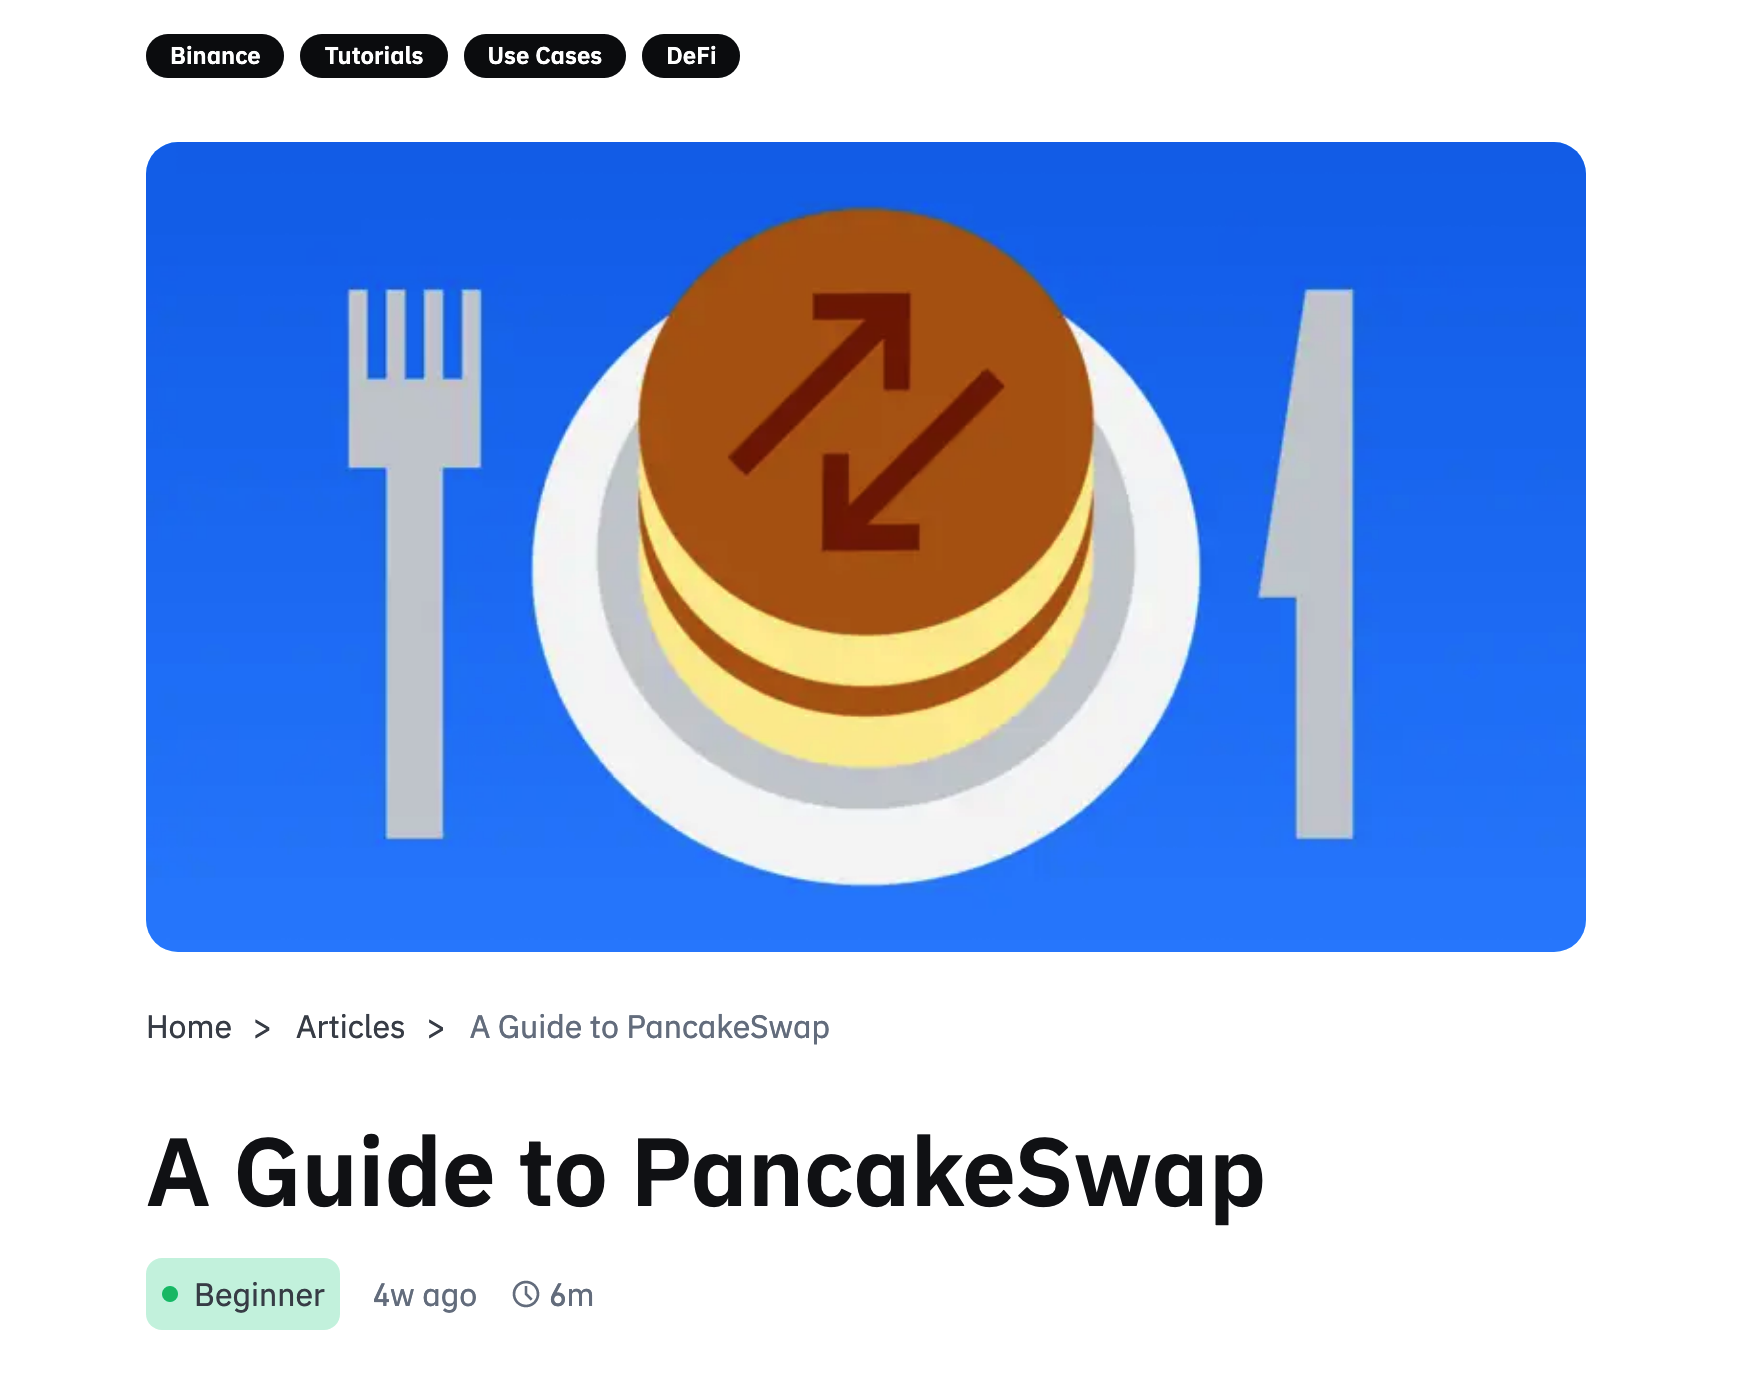 Binance Tutorials Use Cases DeFi
Home > Articles > A Guide to PancakeSwap
A Guide to PancakeSwap
Beginner 4w ago 6m